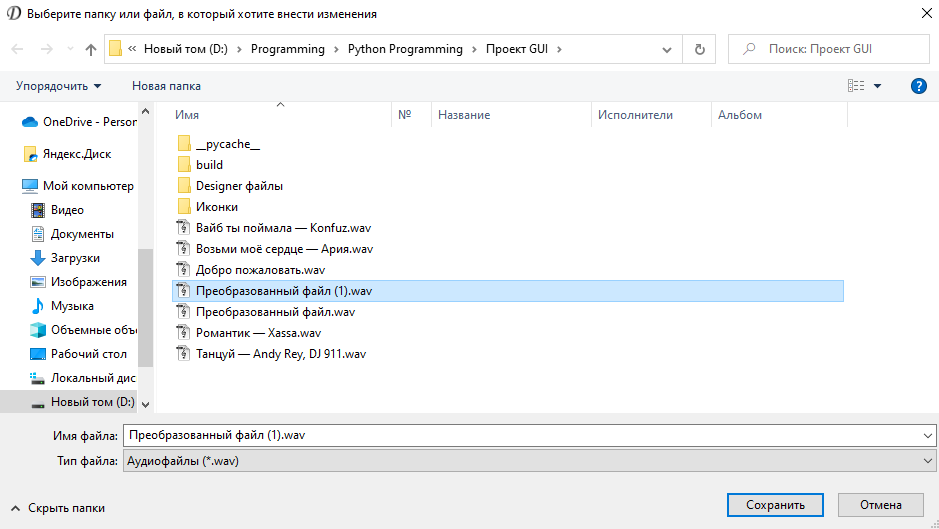 Выберите папку или файл, в который хотите внести изменения
« Новый том (D:) › Programming › Python Programming › Проект GUI ›
Поиск: Проект GUI
Упорядочить
Новая папка
Имя
№
Название
Исполнители
Альбом
OneDrive - Person
Яндекс.Диск
Мой компьютер
Видео
Документы
Загрузки
Изображения
Музыка
Объемные объ
Рабочий стол
Локальный дис
Новый том (D:)
__pycache__
build
Designer файлы
Иконки
Вайб ты поймала — Konfuz.wav
Возьми моё сердце — Ария.wav
Добро пожаловать.wav
Преобразованный файл (1).wav
Преобразованный файл.wav
Романтик — Xassa.wav
Танцуй — Andy Rey, DJ 911.wav
Имя файла: Преобразованный файл (1).wav
Тип файла: Аудиофайлы (*.wav)
Скрыть папки
Сохранить
Отмена